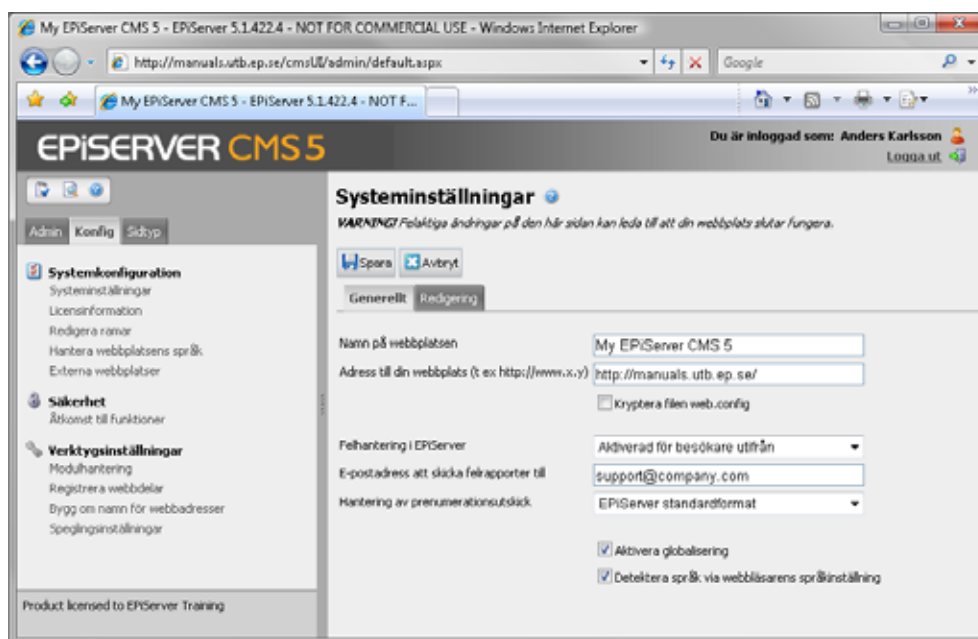 My EPiServer CMS 5 - EPiServer 5.1.422.4 - NOT FOR COMMERCIAL USE - Windows Internet Explorer
http://manuals.utb.ep.se/cmsUI/admin/default.aspx
Google
My EPiServer CMS 5 - EPiServer 5.1.422.4 - NOT F...
EPiSERVER CMS 5
Du är inloggad som: Anders Karlsson
Logga ut
Admin Konfig Sidtyp
Systemkonfiguration
Systeminställningar
Licensinformation
Redigera ramar
Hantera webbplatsens språk
Externa webbplatser
Säkerhet
Åtkomst till funktioner
Verktygsinställningar
Modulhantering
Registrera webbdelar
Bygg om namn för webbadresser
Speglingsinställningar
Product licensed to EPiServer Training
Systeminställningar
VARNING! Felaktiga ändringar på den här sidan kan leda till att din webbplats slutar fungera.
Spara Avbryt
Generellt Redigering
Namn på webbplatsen My EPiServer CMS 5
Adress till din webbplats (t ex http://www.x.y) http://manuals.utb.ep.se/
Kryptera filen web.config
Felhantering i EPiServer Aktiverad för besökare utifrån
E-postadress att skicka felrapporter till support@company.com
Hantering av prenumerationsutskick EPiServer standardformat
Aktivera globalisering
Detektera språk via webbläsarens språkinställning